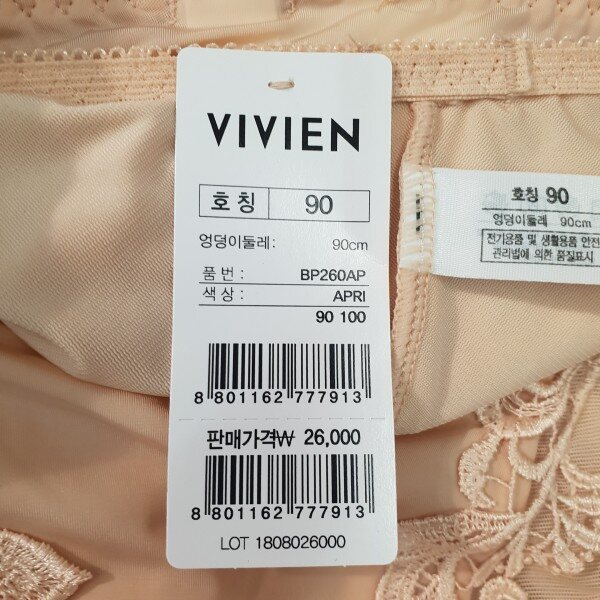 VIVIEN
호칭 90
엉덩이둘레: 90cm
품번: BP260AP
색상: APRI
90 100
8 801162 777913
판매가격₩ 26,000
8 801162 777913
LOT 1808026000
호칭 90
엉덩이둘레 90cm
전기용품 및 생활용품 안전
관리법에 의한 품질표시